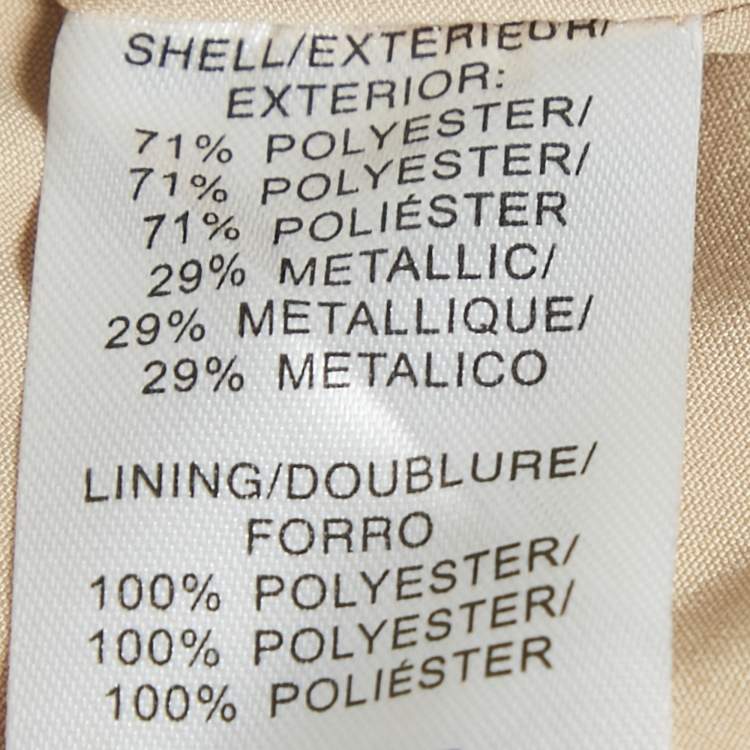 SHELL/EXTERIEUR/
EXTERIOR:
71% POLYESTER/
71% POLYESTER/
71% POLIÉSTER
29% METALLIC/
29% METALLIQUE/
29% METALICO
LINING/DOUBLURE/
FORRO
100% POLYESTER/
100% POLYESTER/
100% POLIÉSTER